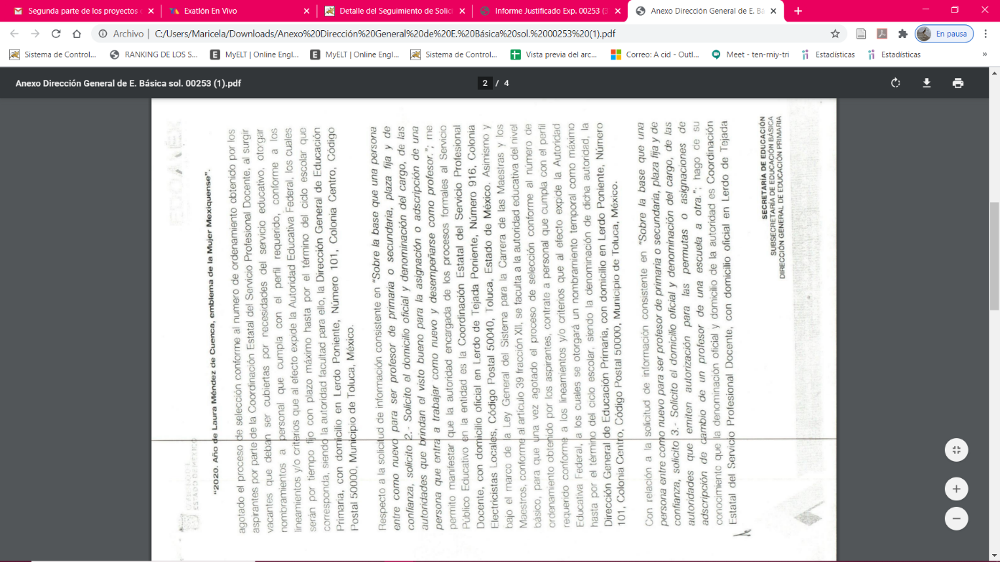 Segunda parte de los proyectos
Exatlón En Vivo
Detalle del Seguimiento de Solici
Informe Justificado Exp. 00253 (3
Anexo Dirección General de E. Ba
Archivo
C:/Users/Maricela/Downloads/Anexo%20Dirección%20General%20de%20E.%20Básica%20sol.%2000253%20(1).pdf
En pausa
Sistema de Control...
RANKING DE LOS S...
MyELT | Online Engl...
MyELT | Online Engl...
Sistema de Control...
Vista previa del arc...
Correo: A cid - Outl...
Meet - ten-rniy-tri
Estadísticas
Estadísticas
»
Anexo Dirección General de E. Básica sol. 00253 (1).pdf
2 / 4
EDOMEX
"2020. Año de Laura Méndez de Cuenca, emblema de la Mujer Mexiquense".
agotado el proceso de selección conforme al numero de ordenamiento obtenido por los
aspirantes por parte de la Coordinación Estatal del Servicio Profesional Docente, al surgir
vacantes que deban ser cubiertas por necesidades del servicio educativo, otorgar
nombramientos a personal que cumpla con el perfil requerido, conforme a los
lineamientos y/o criterios que al efecto expide la Autoridad Educativa Federal, los cuales
serán por tiempo fijo con plazo máximo hasta por el término del ciclo escolar que
corresponda, siendo la autoridad facultad para ello, la Dirección General de Educación
Primaria, con domicilio en Lerdo Poniente, Número 101, Colonia Centro, Código
Postal 50000, Municipio de Toluca, México.
Respecto a la solicitud de información consistente en "Sobre la base que una persona
entre como nuevo para ser profesor de primaria o secundaria, plaza fija y de
confianza, solicito 2.- Solicito el domicilio oficial y denominación del cargo, de las
autoridades que brindan el visto bueno para la asignación o adscripción de una
persona que entra a trabajar como nuevo y desempeñarse como profesor."; me
permito manifestar que la autoridad encargada de los procesos formales al Servicio
Público Educativo en la entidad es la Coordinación Estatal del Servicio Profesional
Docente, con domicilio oficial en Lerdo de Tejada Poniente, Número 916, Colonia
Electricistas Locales, Código Postal 50040, Toluca, Estado de México. Asimismo y
bajo el marco de la Ley General del Sistema para la Carrera de las Maestras y los
Maestros, conforme al artículo 39 fracción XII, se faculta a la autoridad educativa del nivel
básico, para que una vez agotado el proceso de selección conforme al número de
ordenamiento obtenido por los aspirantes, contrate a personal que cumpla con el perfil
requerido conforme a los lineamientos y/o criterios que al efecto expide la Autoridad
Educativa Federal, a los cuales se otorgará un nombramiento temporal como máximo
hasta por el término del ciclo escolar, siendo la denominación de dicha autoridad, la
Dirección General de Educación Primaria, con domicilio en Lerdo Poniente, Número
101, Colonia Centro, Código Postal 50000, Municipio de Toluca, México.
Con relación a la solicitud de información consistente en "Sobre la base que una
persona entre como nuevo para ser profesor de primaria o secundaria, plaza fija y de
confianza, solicito 3.- Solicito el domicilio oficial y denominación del cargo, de las
autoridades que emiten autorización para las permutas o asignaciones de
adscripción de cambio de un profesor de una escuela a otra."; hago de su
conocimiento que la denominación oficial y domicilio de la autoridad es Coordinación
Estatal del Servicio Profesional Docente, con domicilio oficial en Lerdo de Tejada
SECRETARÍA DE EDUCACIÓN
SUBSECRETARÍA DE EDUCACIÓN BÁSICA
DIRECCIÓN GENERAL DE EDUCACIÓN PRIMARIA